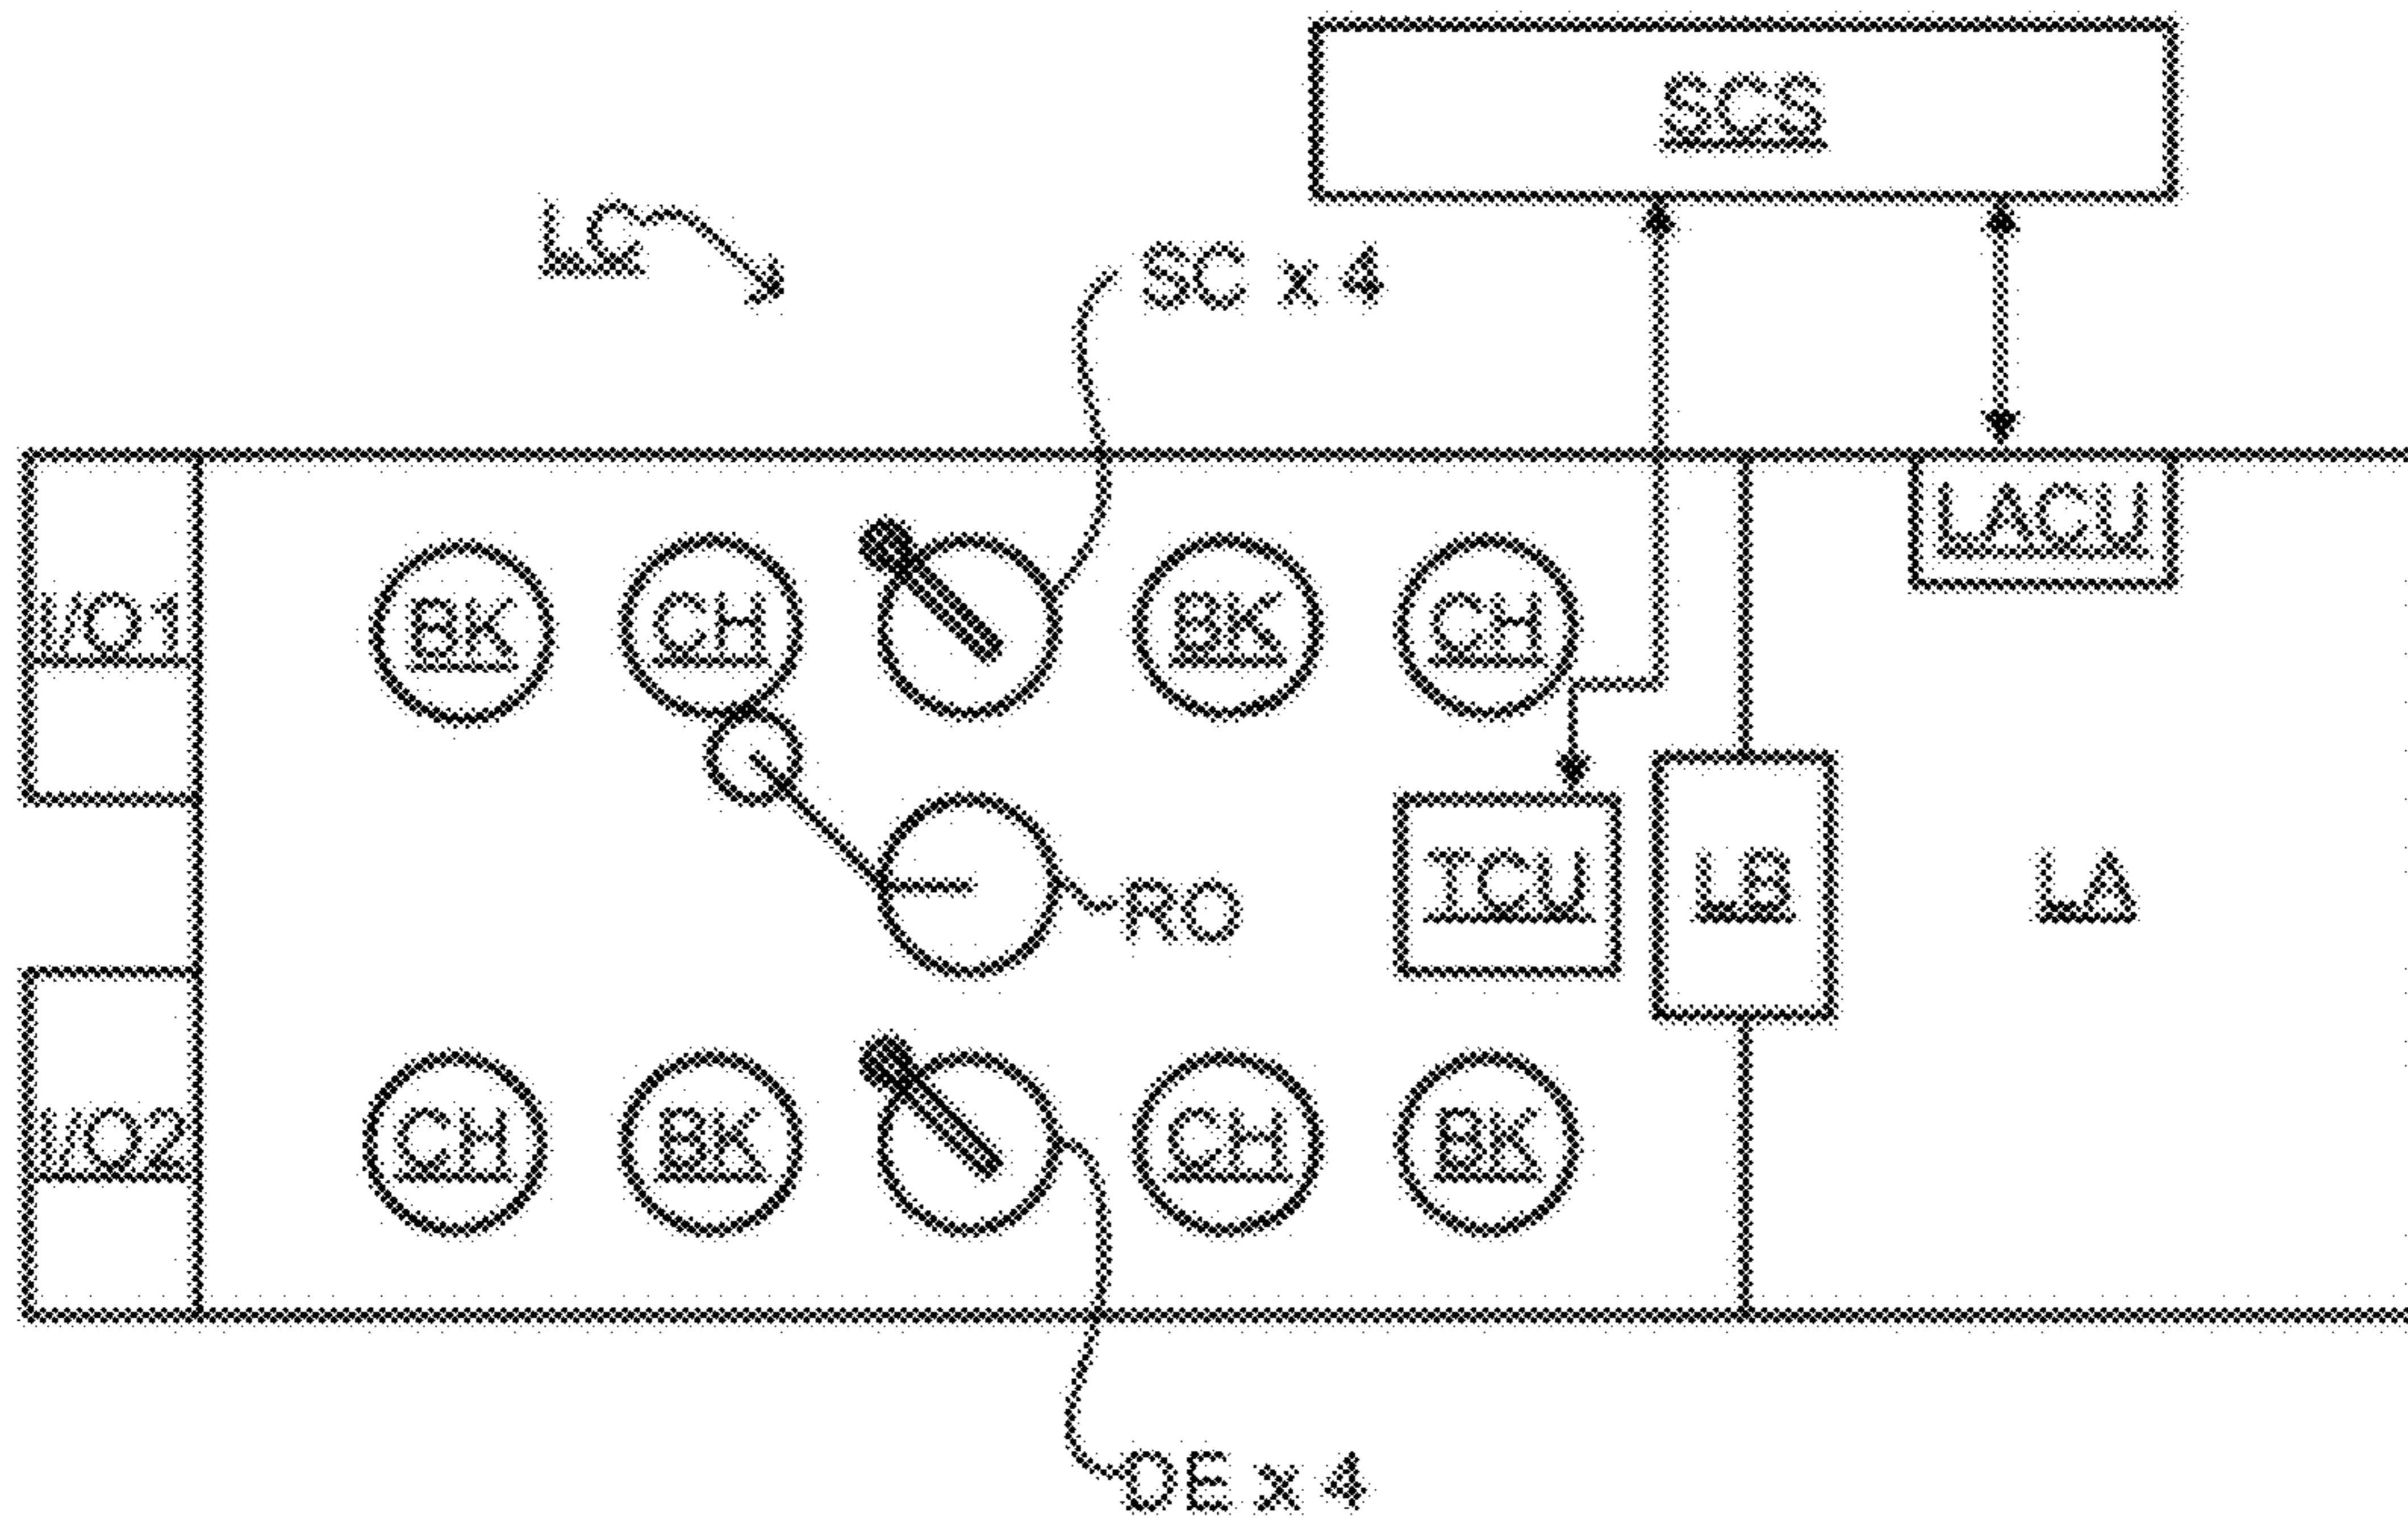 SCS
LC
SC x 4
LACU
I/O1
BK
CH
BK
CH
TCU
LB
LA
RO
I/O2
CH
BK
CH
BK
DE x 4